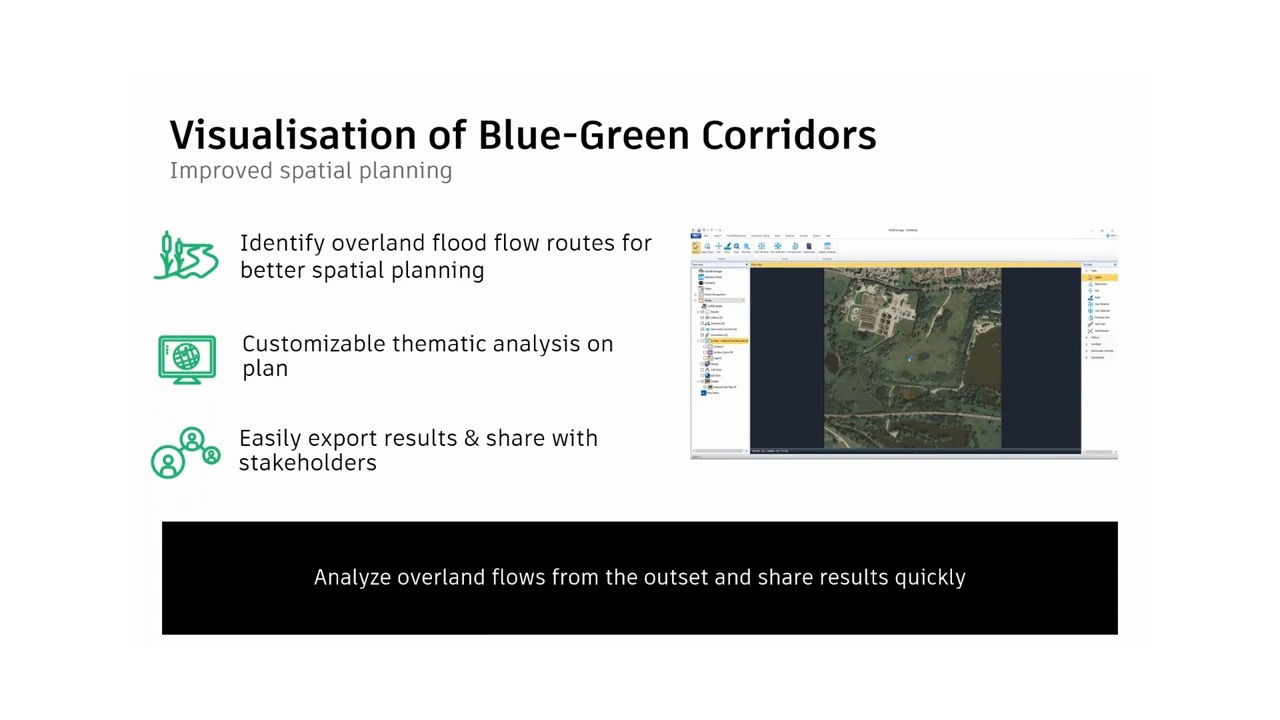 Visualisation of Blue-Green Corridors
Improved spatial planning
Identify overland flood flow routes for
better spatial planning
Customizable thematic analysis on
plan
Easily export results & share with
stakeholders
Analyze overland flows from the outset and share results quickly